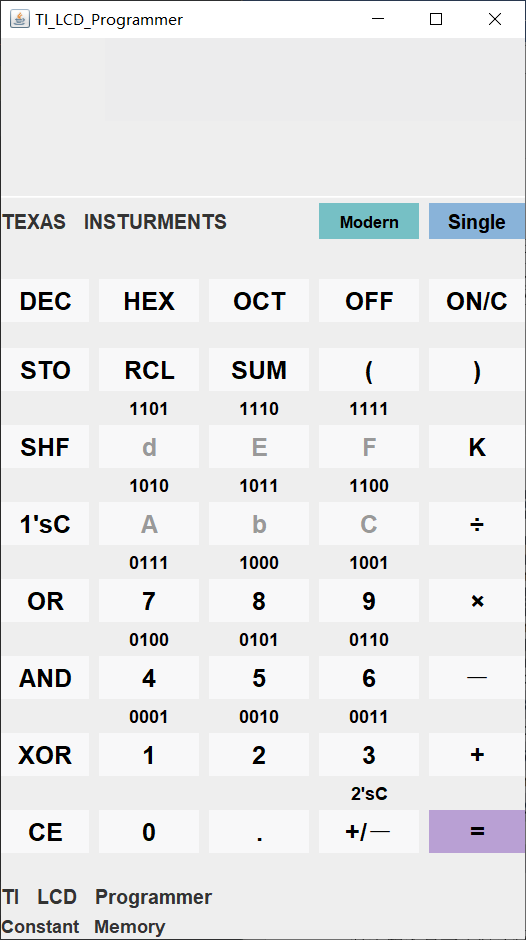 TI_LCD_Programmer
TEXAS INSTURMENTS Modern Single
DEC HEX OCT OFF ON/C
STO RCL SUM ( )
1101 1110 1111
SHF d E F K
1010 1011 1100
1'sC A b C ÷
0111 1000 1001
OR 7 8 9 ×
0100 0101 0110
AND 4 5 6 —
0001 0010 0011
XOR 1 2 3 +
2'sC
CE 0 . +/— =
TI LCD Programmer
Constant Memory